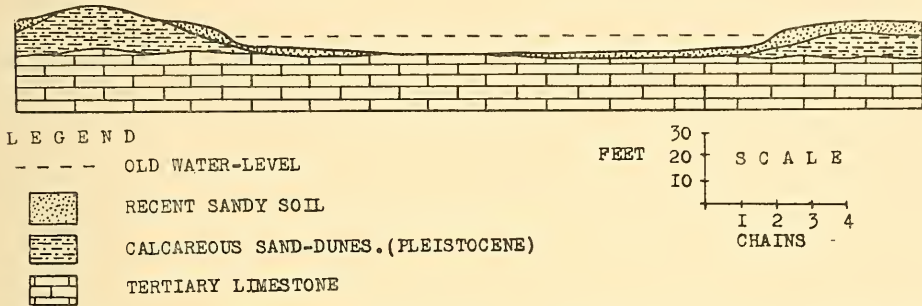 LEGEND
---- OLD WATER-LEVEL
RECENT SANDY SOIL
CALCAREOUS SAND-DUNES. (PLEISTOCENE)
TERTIARY LIMESTONE
FEET
30
20
10
SCALE
1 2 3 4
CHAINS